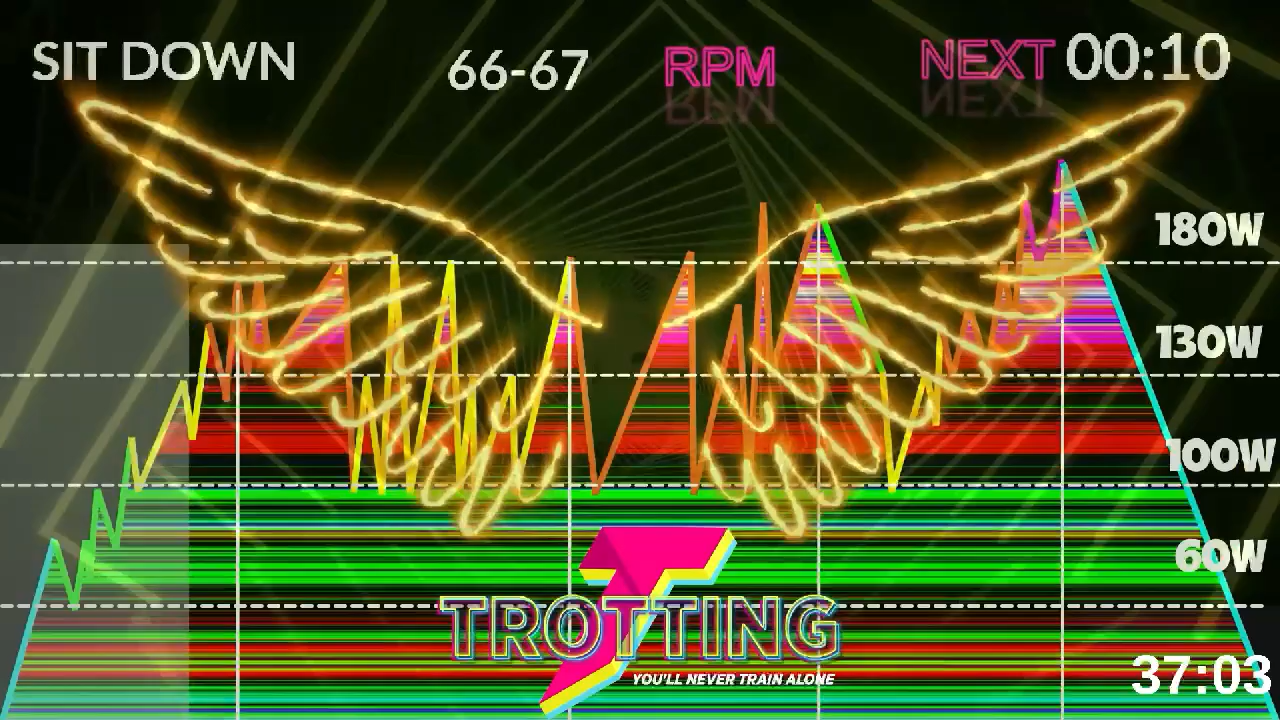 SIT DOWN
66-67
RPM
NEXT 00:10
180W
130W
100W
60W
TROTTING
YOU'LL NEVER TRAIN ALONE
37:03